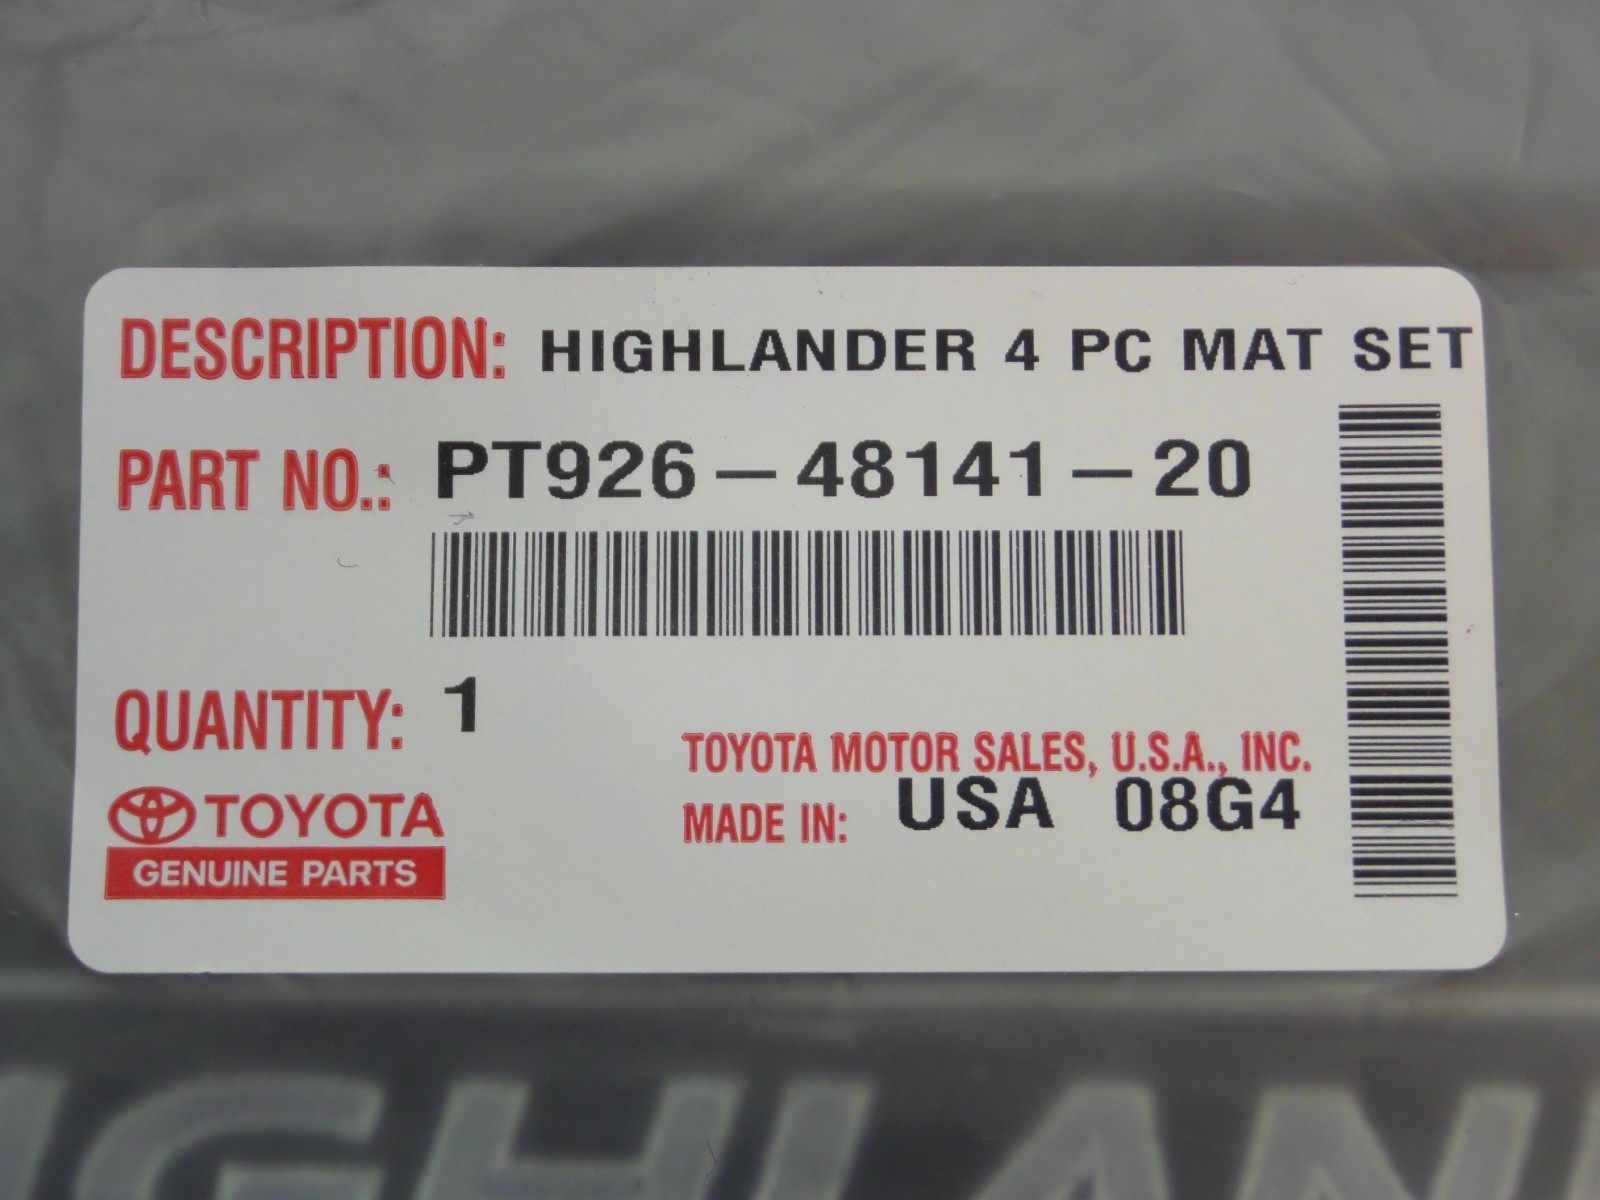 DESCRIPTION: HIGHLANDER 4 PC MAT SET
PART NO.: PT926-48141-20
QUANTITY: 1
TOYOTA MOTOR SALES, U.S.A., INC.
MADE IN: USA 08G4
TOYOTA
GENUINE PARTS
IGHLAN